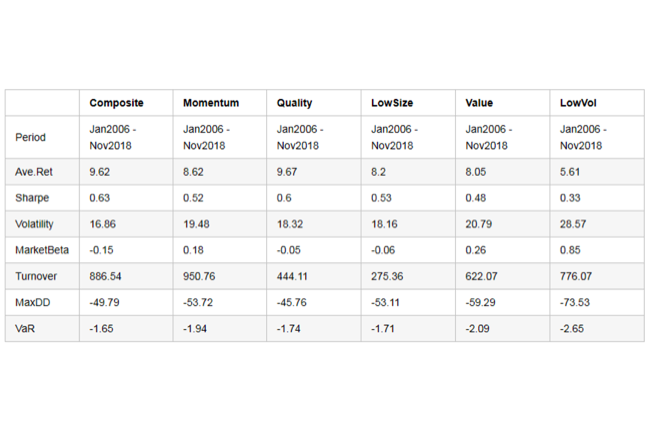 Composite Momentum Quality LowSize Value LowVol
Period Jan2006 - Nov2018 Jan2006 - Nov2018 Jan2006 - Nov2018 Jan2006 - Nov2018 Jan2006 - Nov2018 Jan2006 - Nov2018
Ave.Ret 9.62 8.62 9.67 8.2 8.05 5.61
Sharpe 0.63 0.52 0.6 0.53 0.48 0.33
Volatility 16.86 19.48 18.32 18.16 20.79 28.57
MarketBeta -0.15 0.18 -0.05 -0.06 0.26 0.85
Turnover 886.54 950.76 444.11 275.36 622.07 776.07
MaxDD -49.79 -53.72 -45.76 -53.11 -59.29 -73.53
VaR -1.65 -1.94 -1.74 -1.71 -2.09 -2.65